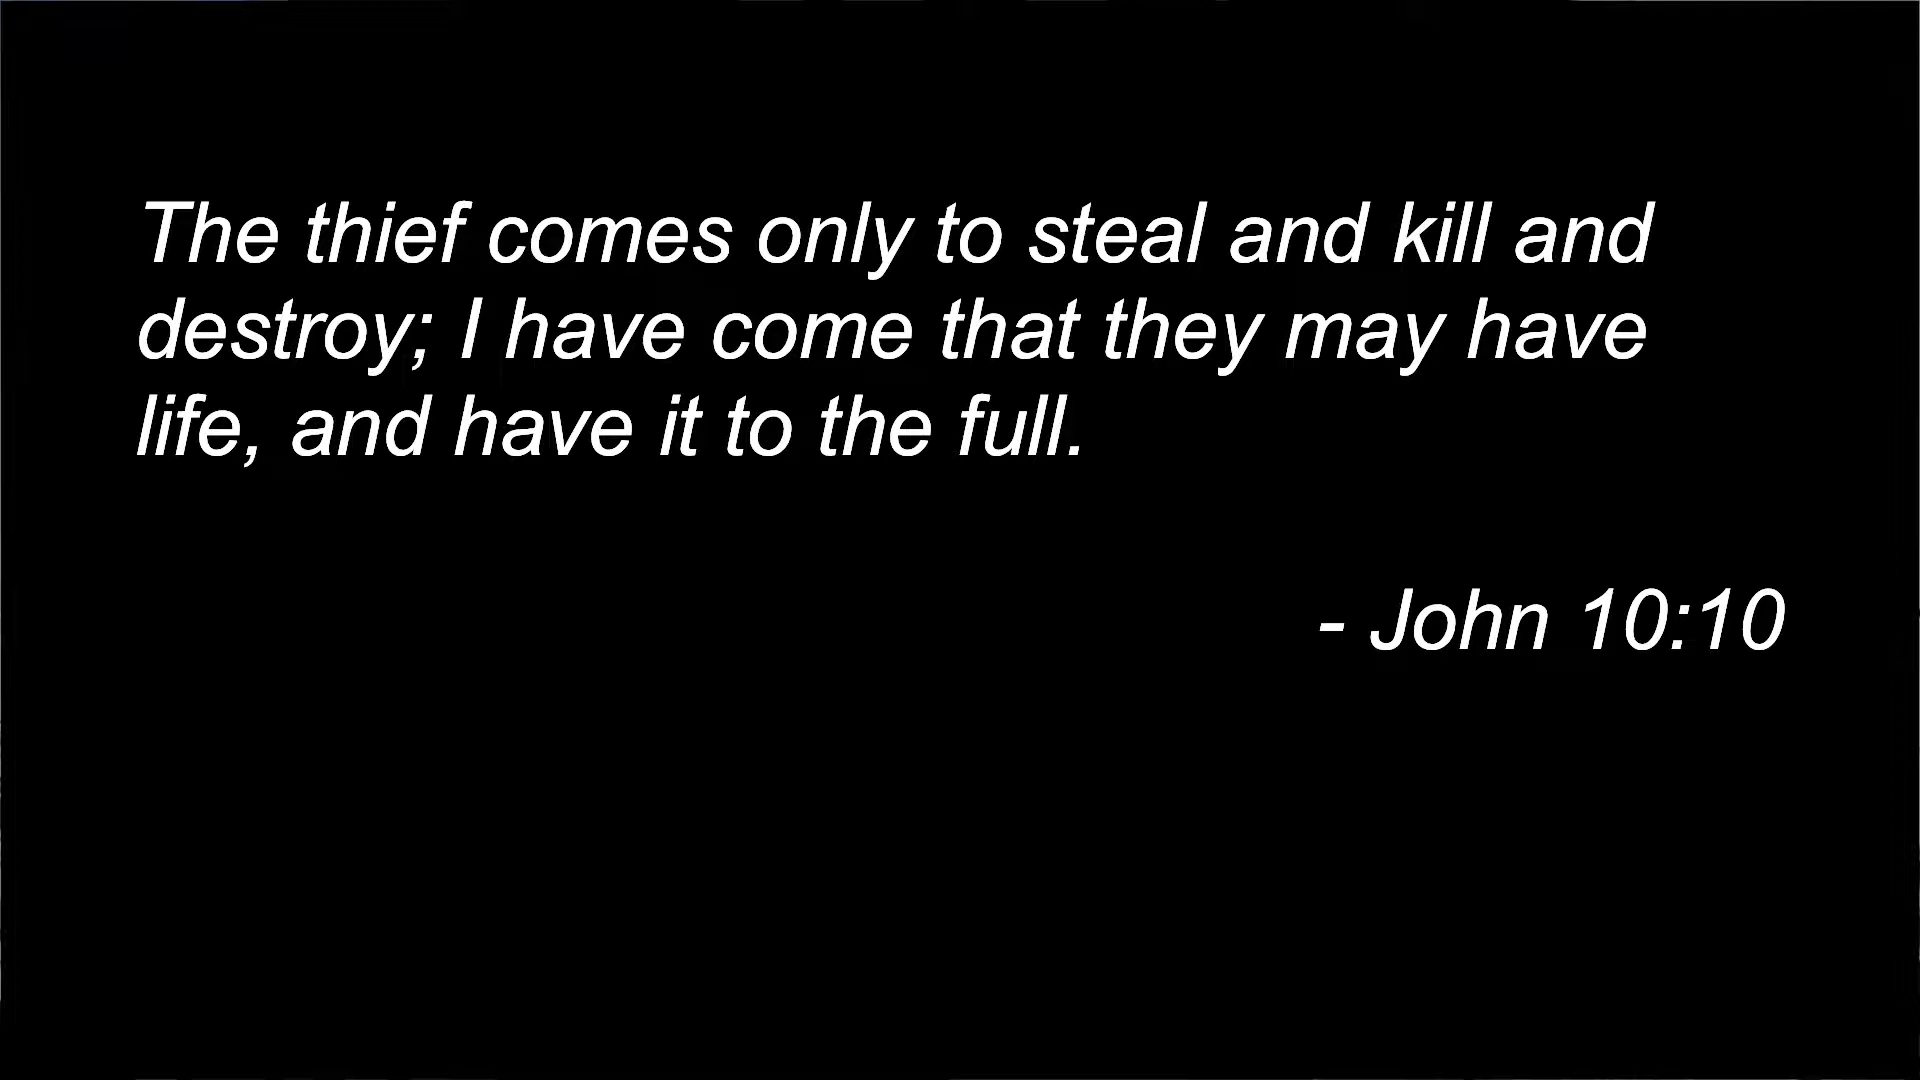 The thief comes only to steal and kill and
destroy; I have come that they may have
life, and have it to the full.
- John 10:10